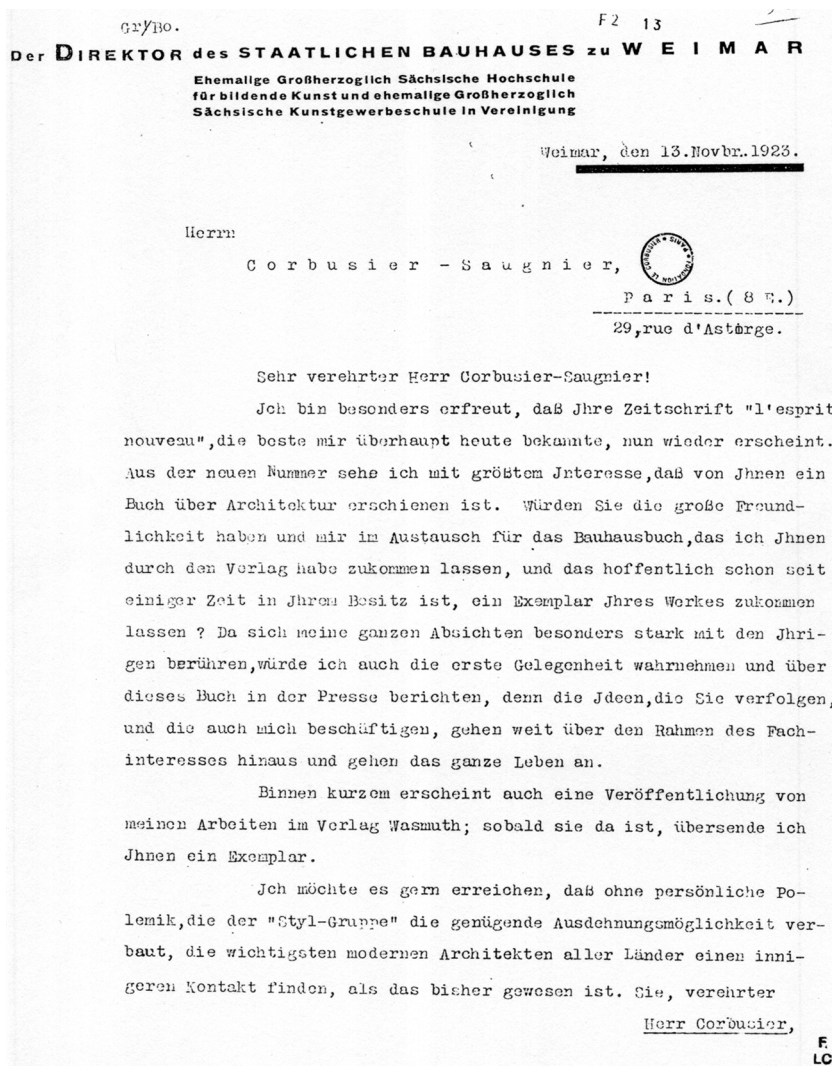 Gr/Bo.
F2 13
Der DIREKTOR des STAATLICHEN BAUHAUSES zu WEIMAR
Ehemalige Großherzoglich Sächsische Hochschule
für bildende Kunst und ehemalige Großherzoglich
Sächsische Kunstgewerbeschule in Vereinigung
Weimar, den 13.Novbr..1923.
Herrn
Corbusier-Saugnier,
FONDATION LE CORBUSIER * PARIS *
Paris.(8E.)
29,rue d'Astorge.
Sehr verehrter Herr Corbusier-Saugnier!
Jch bin besonders erfreut, daß Jhre Zeitschrift "l'esprit
nouveau",die beste mir überhaupt heute bekannte, nun wieder erscheint.
Aus der neuen Nummer sehe ich mit größtem Jnteresse,daß von Jhnen ein
Buch über Architektur erschienen ist. Würden Sie die große Freund-
lichkeit haben und mir im Austausch für das Bauhausbuch,das ich Jhnen
durch den Verlag habe zukommen lassen, und das hoffentlich schon seit
einiger Zeit in Jhrem Besitz ist, ein Exemplar Jhres Werkes zukommen
lassen ? Da sich meine ganzen Absichten besonders stark mit den Jhri-
gen berühren,würde ich auch die erste Gelegenheit wahrnehmen und über
dieses Buch in der Presse berichten, denn die Jdeen,die Sie verfolgen,
und die auch mich beschäftigen, gehen weit über den Rahmen des Fach-
interesses hinaus und gehen das ganze Leben an.
Binnen kurzem erscheint auch eine Veröffentlichung von
meinen Arbeiten im Verlag Wasmuth; sobald sie da ist, übersende ich
Jhnen ein Exemplar.
Jch möchte es gern erreichen, daß ohne persönliche Po-
lemik,die der "Styl-Gruppe" die genügende Ausdehnungsmöglichkeit ver-
baut, die wichtigsten modernen Architekten aller Länder einen inni-
geren Kontakt finden, als das bisher gewesen ist. Sie, verehrter
Herr Corbusier,
F.
LC